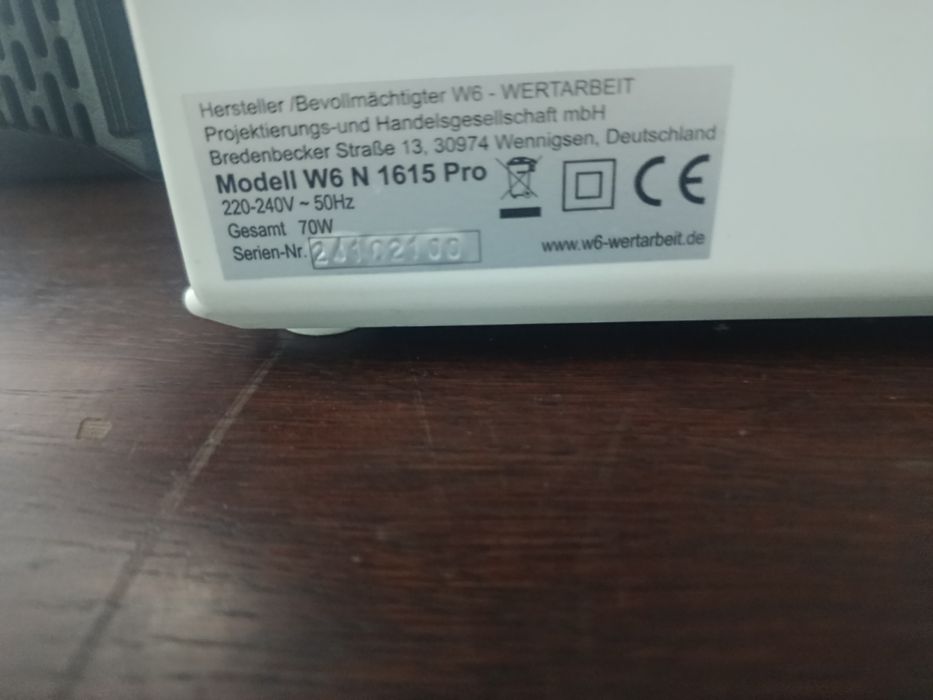 Hersteller /Bevollmächtigter W6 - WERTARBEIT
Projektierungs-und Handelsgesellschaft mbH
Bredenbecker Straße 13, 30974 Wennigsen, Deutschland
Modell W6 N 1615 Pro
220-240V ~ 50Hz
Gesamt 70W
Serien-Nr.
CE
www.w6-wertarbeit.de